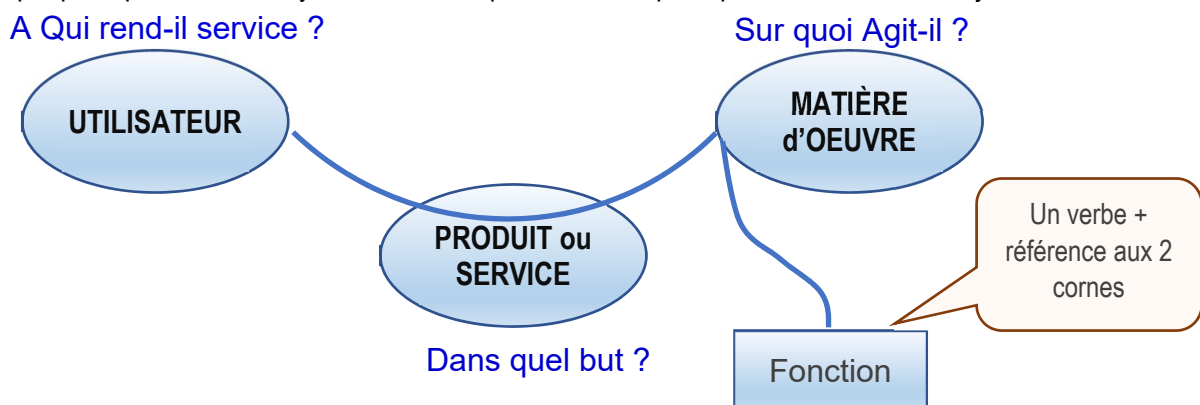 A Qui rend-il service ?
Sur quoi Agit-il ?
UTILISATEUR
MATIÈRE
d'OEUVRE
PRODUIT ou
SERVICE
Un verbe +
référence aux 2
cornes
Dans quel but ?
Fonction